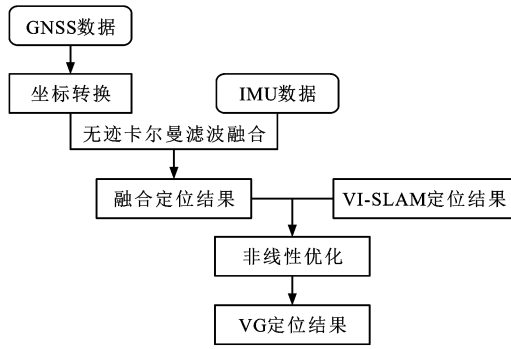 GNSS数据
坐标转换
IMU数据
无迹卡尔曼滤波融合
融合定位结果
VI-SLAM定位结果
非线性优化
VG定位结果